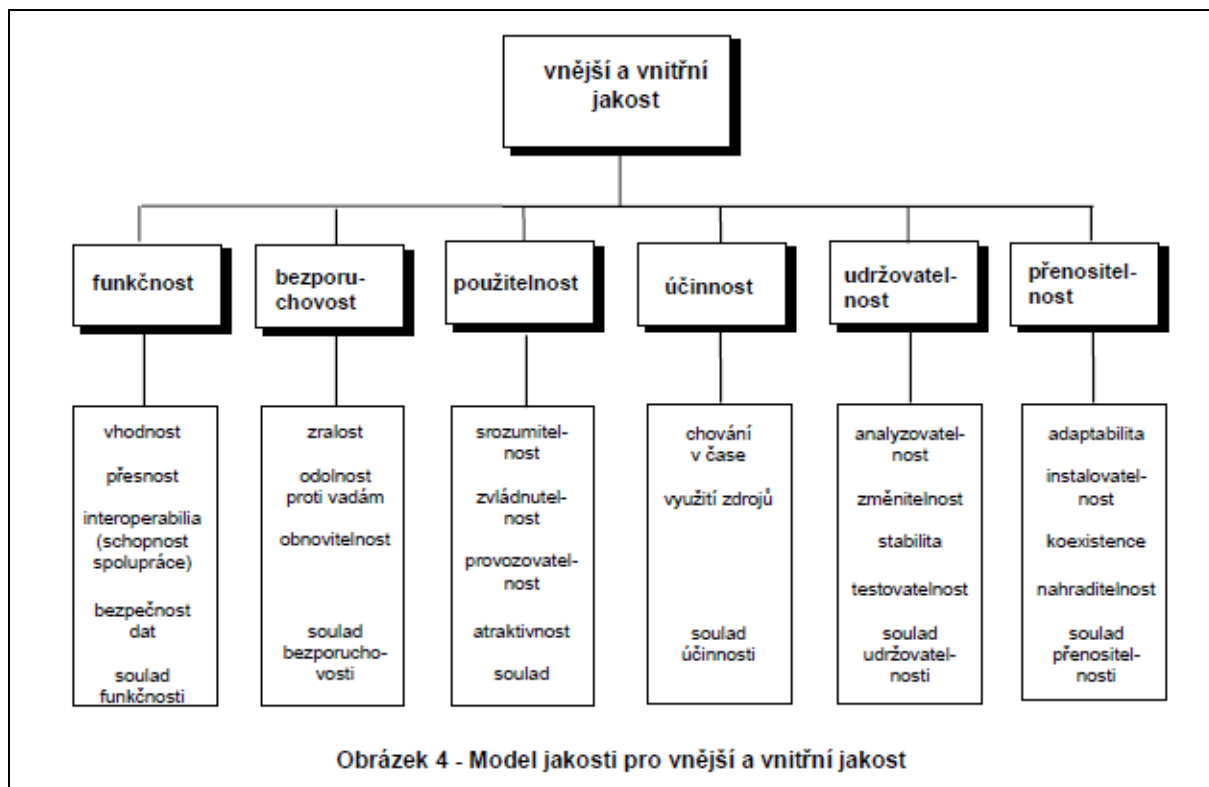 vnější a vnitřní
jakost
funkčnost
bezporu-
chovost
použitelnost
účinnost
udržovatel-
nost
přenositel-
nost
vhodnost
přesnost
interoperabilia
(schopnost
spolupráce)
bezpečnost
dat
soulad
funkčnosti
zralost
odolnost
proti vadám
obnovitelnost
soulad
bezporucho-
vosti
srozumitel-
nost
zvládnutel-
nost
provozovatel-
nost
atraktivnost
soulad
chování
v čase
využití zdrojů
soulad
účinnosti
analyzovatel-
nost
změnitelnost
stabilita
testovatelnost
soulad
udržovatel-
nosti
adaptabilita
instalovatel-
nost
koexistence
nahraditelnost
soulad
přenositel-
nosti
Obrázek 4 - Model jakosti pro vnější a vnitřní jakost